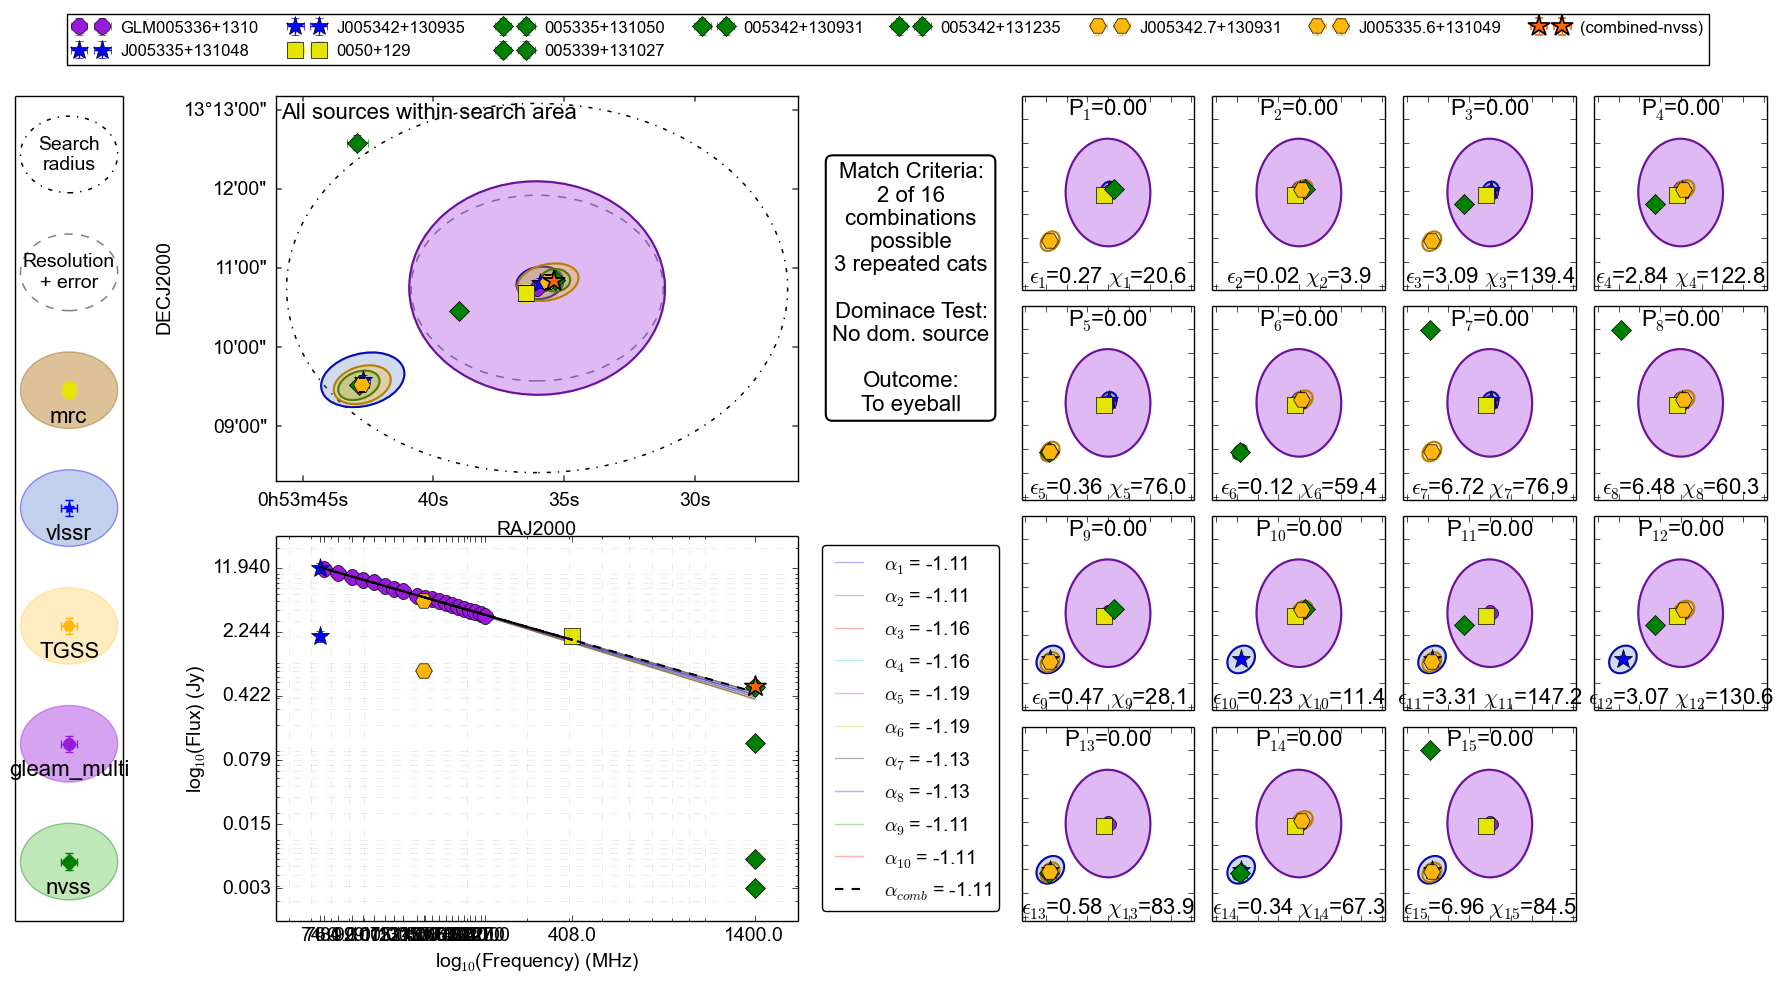 GLM005336+1310 J005342+130935 005335+131050 005342+130931 005342+131235 J005342.7+130931 J005335.6+131049 (combined-nvss)
J005335+131048 0050+129 005339+131027
Search
radius
Resolution
+ error
mrc
vlssr
TGSS
gleam_multi
nvss
All sources within search area
13°13'00"
12'00"
11'00"
10'00"
09'00"
DECJ2000
0h53m45s 40s 35s 30s
RAJ2000
Match Criteria:
2 of 16
combinations
possible
3 repeated cats
Dominace Test:
No dom. source
Outcome:
To eyeball
11.940
2.244
0.422
0.079
0.015
0.003
log₁₀(Flux) (Jy)
408.0 1400.0
log₁₀(Frequency) (MHz)
α₁ = -1.11
α₂ = -1.11
α₃ = -1.16
α₄ = -1.16
α₅ = -1.19
α₆ = -1.19
α₇ = -1.13
α₈ = -1.13
α₉ = -1.11
α₁₀ = -1.11
α_comb = -1.11
P₁=0.00 P₂=0.00 P₃=0.00 P₄=0.00
ϵ₁=0.27 χ₁=20.6 ϵ₂=0.02 χ₂=3.9 ϵ₃=3.09 χ₃=139.4 ϵ₄=2.84 χ₄=122.8
P₅=0.00 P₆=0.00 P₇=0.00 P₈=0.00
ϵ₅=0.36 χ₅=76.0 ϵ₆=0.12 χ₆=59.4 ϵ₇=6.72 χ₇=76.9 ϵ₈=6.48 χ₈=60.3
P₉=0.00 P₁₀=0.00 P₁₁=0.00 P₁₂=0.00
ϵ₉=0.47 χ₉=28.1 ϵ₁₀=0.23 χ₁₀=11.4 ϵ₁₁=3.31 χ₁₁=147.2 ϵ₁₂=3.07 χ₁₂=130.6
P₁₃=0.00 P₁₄=0.00 P₁₅=0.00
ϵ₁₃=0.58 χ₁₃=83.9 ϵ₁₄=0.34 χ₁₄=67.3 ϵ₁₅=6.96 χ₁₅=84.5